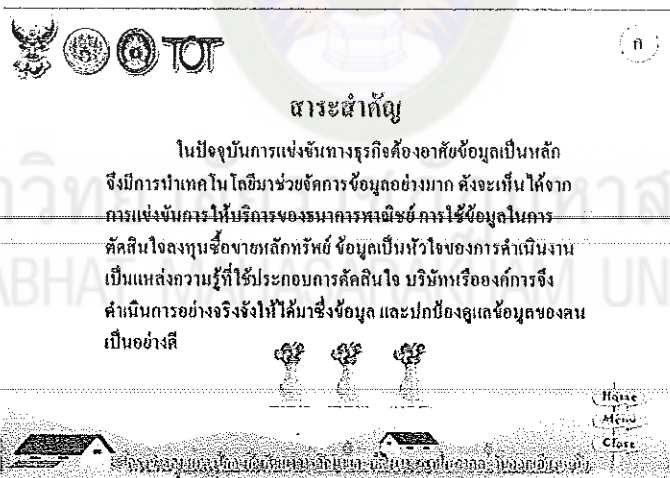 TOT
ก
สาระสำคัญ
ในปัจจุบันการแข่งขันทางธุรกิจต้องอาศัยข้อมูลเป็นหลัก
จึงมีการนำเทคโนโลยีมาช่วยจัดการข้อมูลอย่างมาก ดังจะเห็นได้จาก
การแข่งขันการให้บริการของธนาคารพาณิชย์ การใช้ข้อมูลในการ
ตัดสินใจลงทุนซื้อขายหลักทรัพย์ ข้อมูลเป็นหัวใจของการดำเนินงาน
เป็นแหล่งความรู้ที่ใช้ประกอบการตัดสินใจ บริษัทหรือองค์การจึง
ดำเนินการอย่างจริงจังให้ได้มาซึ่งข้อมูล และปกป้องดูแลข้อมูลของตน
เป็นอย่างดี
Home
Menu
Close